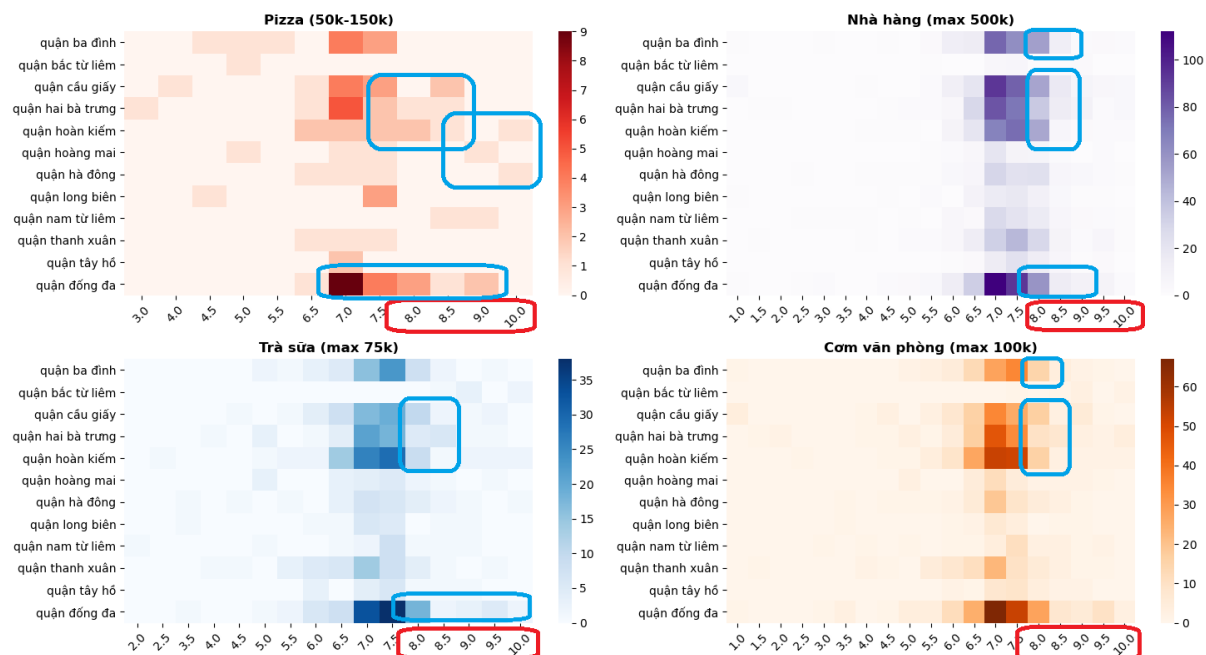 Pizza (50k-150k)
quận ba đình
quận bắc từ liêm
quận cầu giấy
quận hai bà trưng
quận hoàn kiếm
quận hoàng mai
quận hà đông
quận long biên
quận nam từ liêm
quận thanh xuân
quận tây hồ
quận đống đa
3.0 4.0 4.5 5.0 6.0 6.5 7.0 7.5 8.0 8.5 9.0 10.0
9
8
7
6
5
4
3
2
1
0
Nhà hàng (max 500k)
quận ba đình
quận bắc từ liêm
quận cầu giấy
quận hai bà trưng
quận hoàn kiếm
quận hoàng mai
quận hà đông
quận long biên
quận nam từ liêm
quận thanh xuân
quận tây hồ
quận đống đa
1.0 1.5 2.0 2.5 3.0 3.5 4.0 4.5 5.0 5.5 6.0 6.5 7.0 7.5 8.0 8.5 9.0 9.5 10.0
100
80
60
40
20
0
Trà sữa (max 75k)
quận ba đình
quận bắc từ liêm
quận cầu giấy
quận hai bà trưng
quận hoàn kiếm
quận hoàng mai
quận hà đông
quận long biên
quận nam từ liêm
quận thanh xuân
quận tây hồ
quận đống đa
2.0 2.5 3.5 4.0 4.5 5.0 5.5 6.0 6.5 7.0 7.5 8.0 8.5 9.0 9.5 10.0
35
30
25
20
15
10
5
0
Cơm văn phòng (max 100k)
quận ba đình
quận bắc từ liêm
quận cầu giấy
quận hai bà trưng
quận hoàn kiếm
quận hoàng mai
quận hà đông
quận long biên
quận nam từ liêm
quận thanh xuân
quận tây hồ
quận đống đa
1.0 2.0 2.5 3.0 3.5 4.0 4.5 5.0 5.5 6.0 6.5 7.0 7.5 8.0 8.5 9.0 9.5 10.0
60
50
40
30
20
10
0